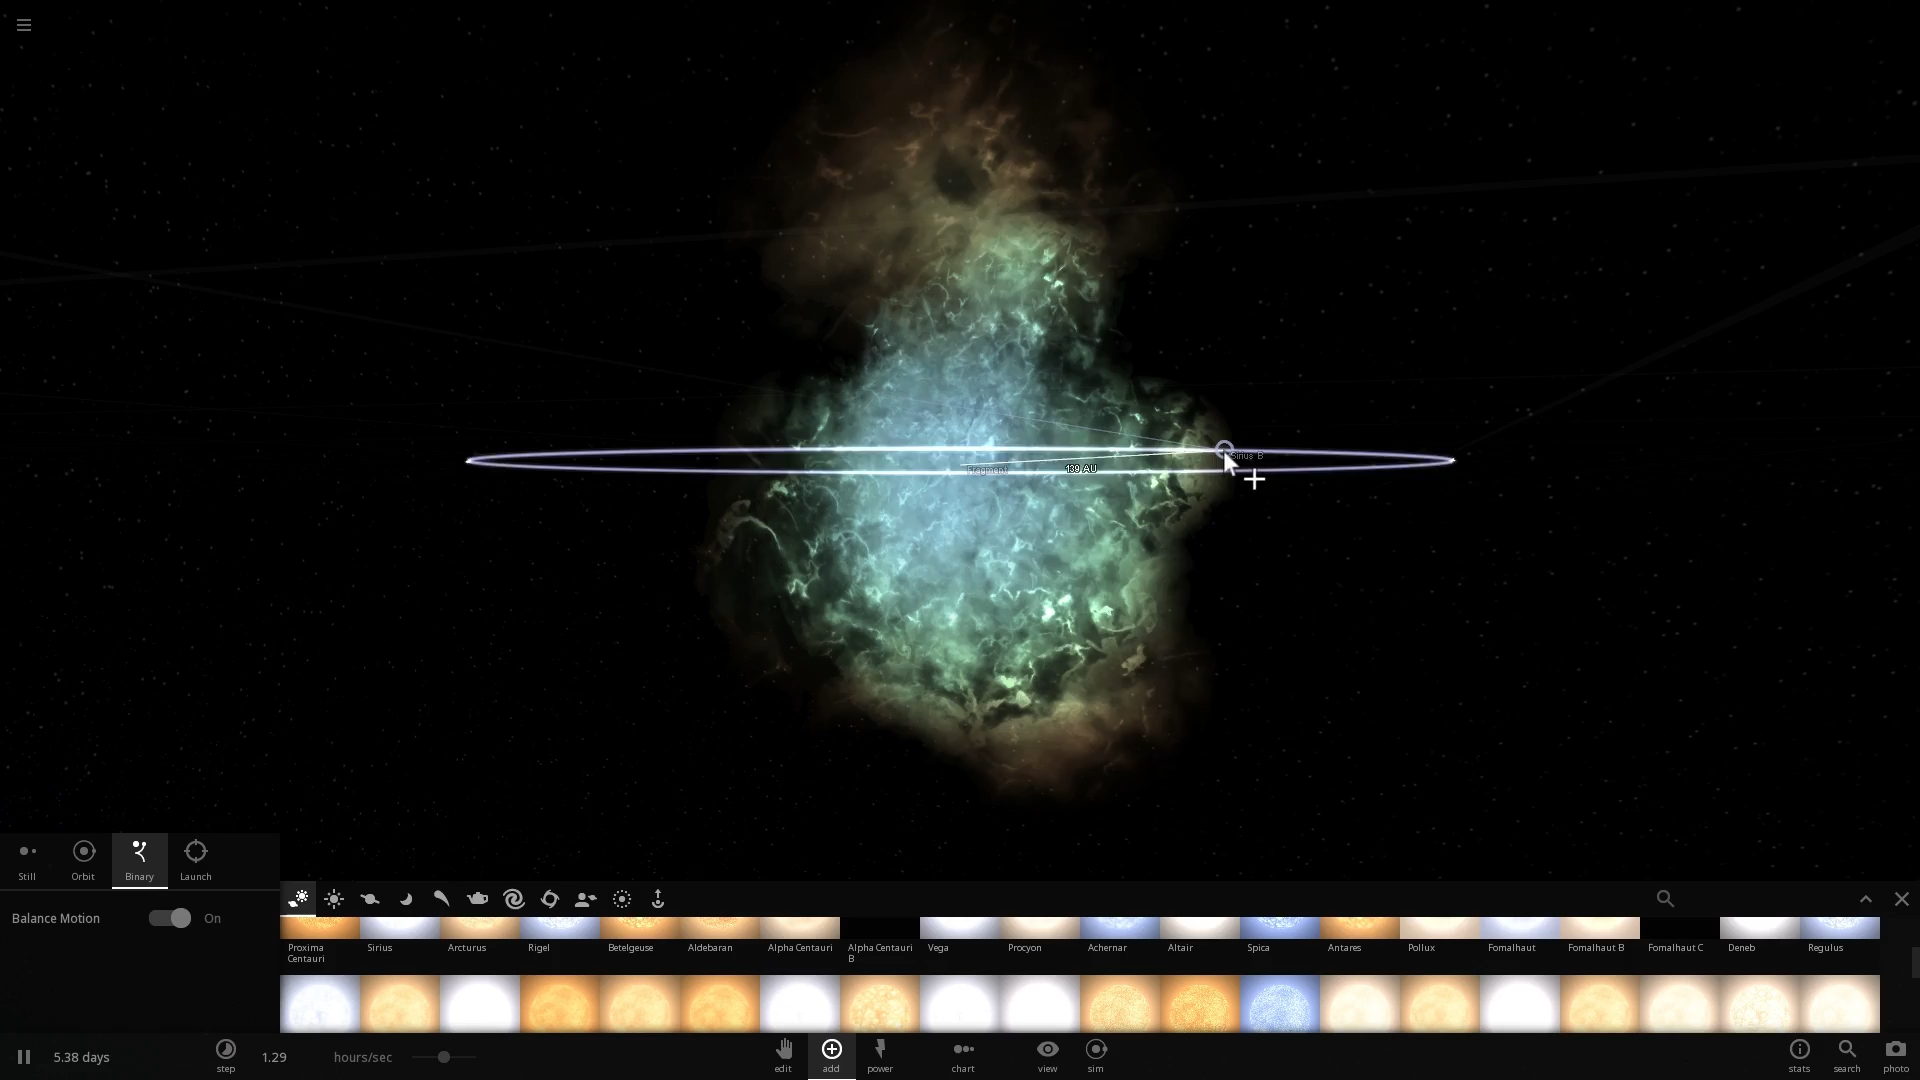 Sirius B
Fragment
139 AU
Still
Orbit
Binary
Launch
Balance Motion
On
Proxima
Centauri
Sirius
Arcturus
Rigel
Betelgeuse
Aldebaran
Alpha Centauri
Alpha Centauri
B
Vega
Procyon
Achernar
Altair
Spica
Antares
Pollux
Fomalhaut
Fomalhaut B
Fomalhaut C
Deneb
Regulus
5.38 days
step
1.29
hours/sec
edit
add
power
chart
view
sim
stats
search
photo